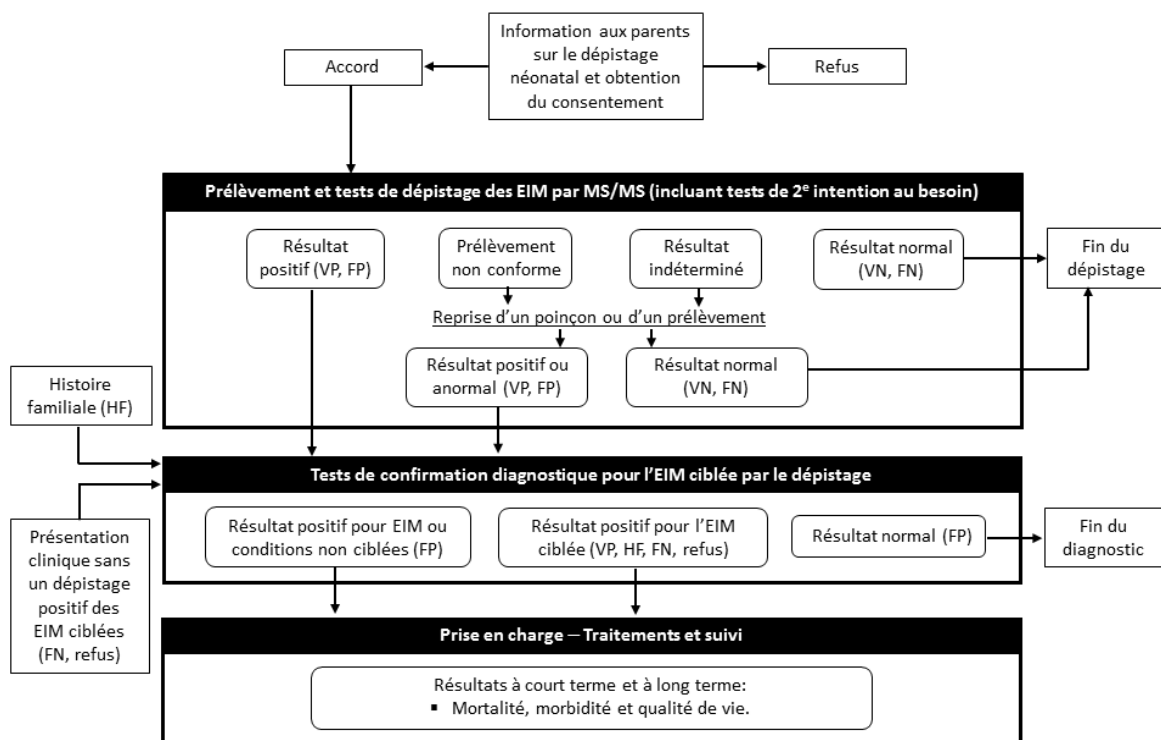 Information aux parents
sur le dépistage
néonatal et obtention
du consentement
Accord
Refus
Prélèvement et tests de dépistage des EIM par MS/MS (incluant tests de 2e intention au besoin)
Résultat
positif (VP, FP)
Prélèvement
non conforme
Résultat
indéterminé
Résultat normal
(VN, FN)
Fin du
dépistage
Reprise d’un poinçon ou d’un prélèvement
Résultat positif ou
anormal (VP, FP)
Résultat normal
(VN, FN)
Histoire
familiale (HF)
Tests de confirmation diagnostique pour l’EIM ciblée par le dépistage
Présentation
clinique sans
un dépistage
positif des
EIM ciblées
(FN, refus)
Résultat positif pour EIM ou
conditions non ciblées (FP)
Résultat positif pour l’EIM
ciblée (VP, HF, FN, refus)
Résultat normal (FP)
Fin du
diagnostic
Prise en charge – Traitements et suivi
Résultats à court terme et à long terme:
▪ Mortalité, morbidité et qualité de vie.